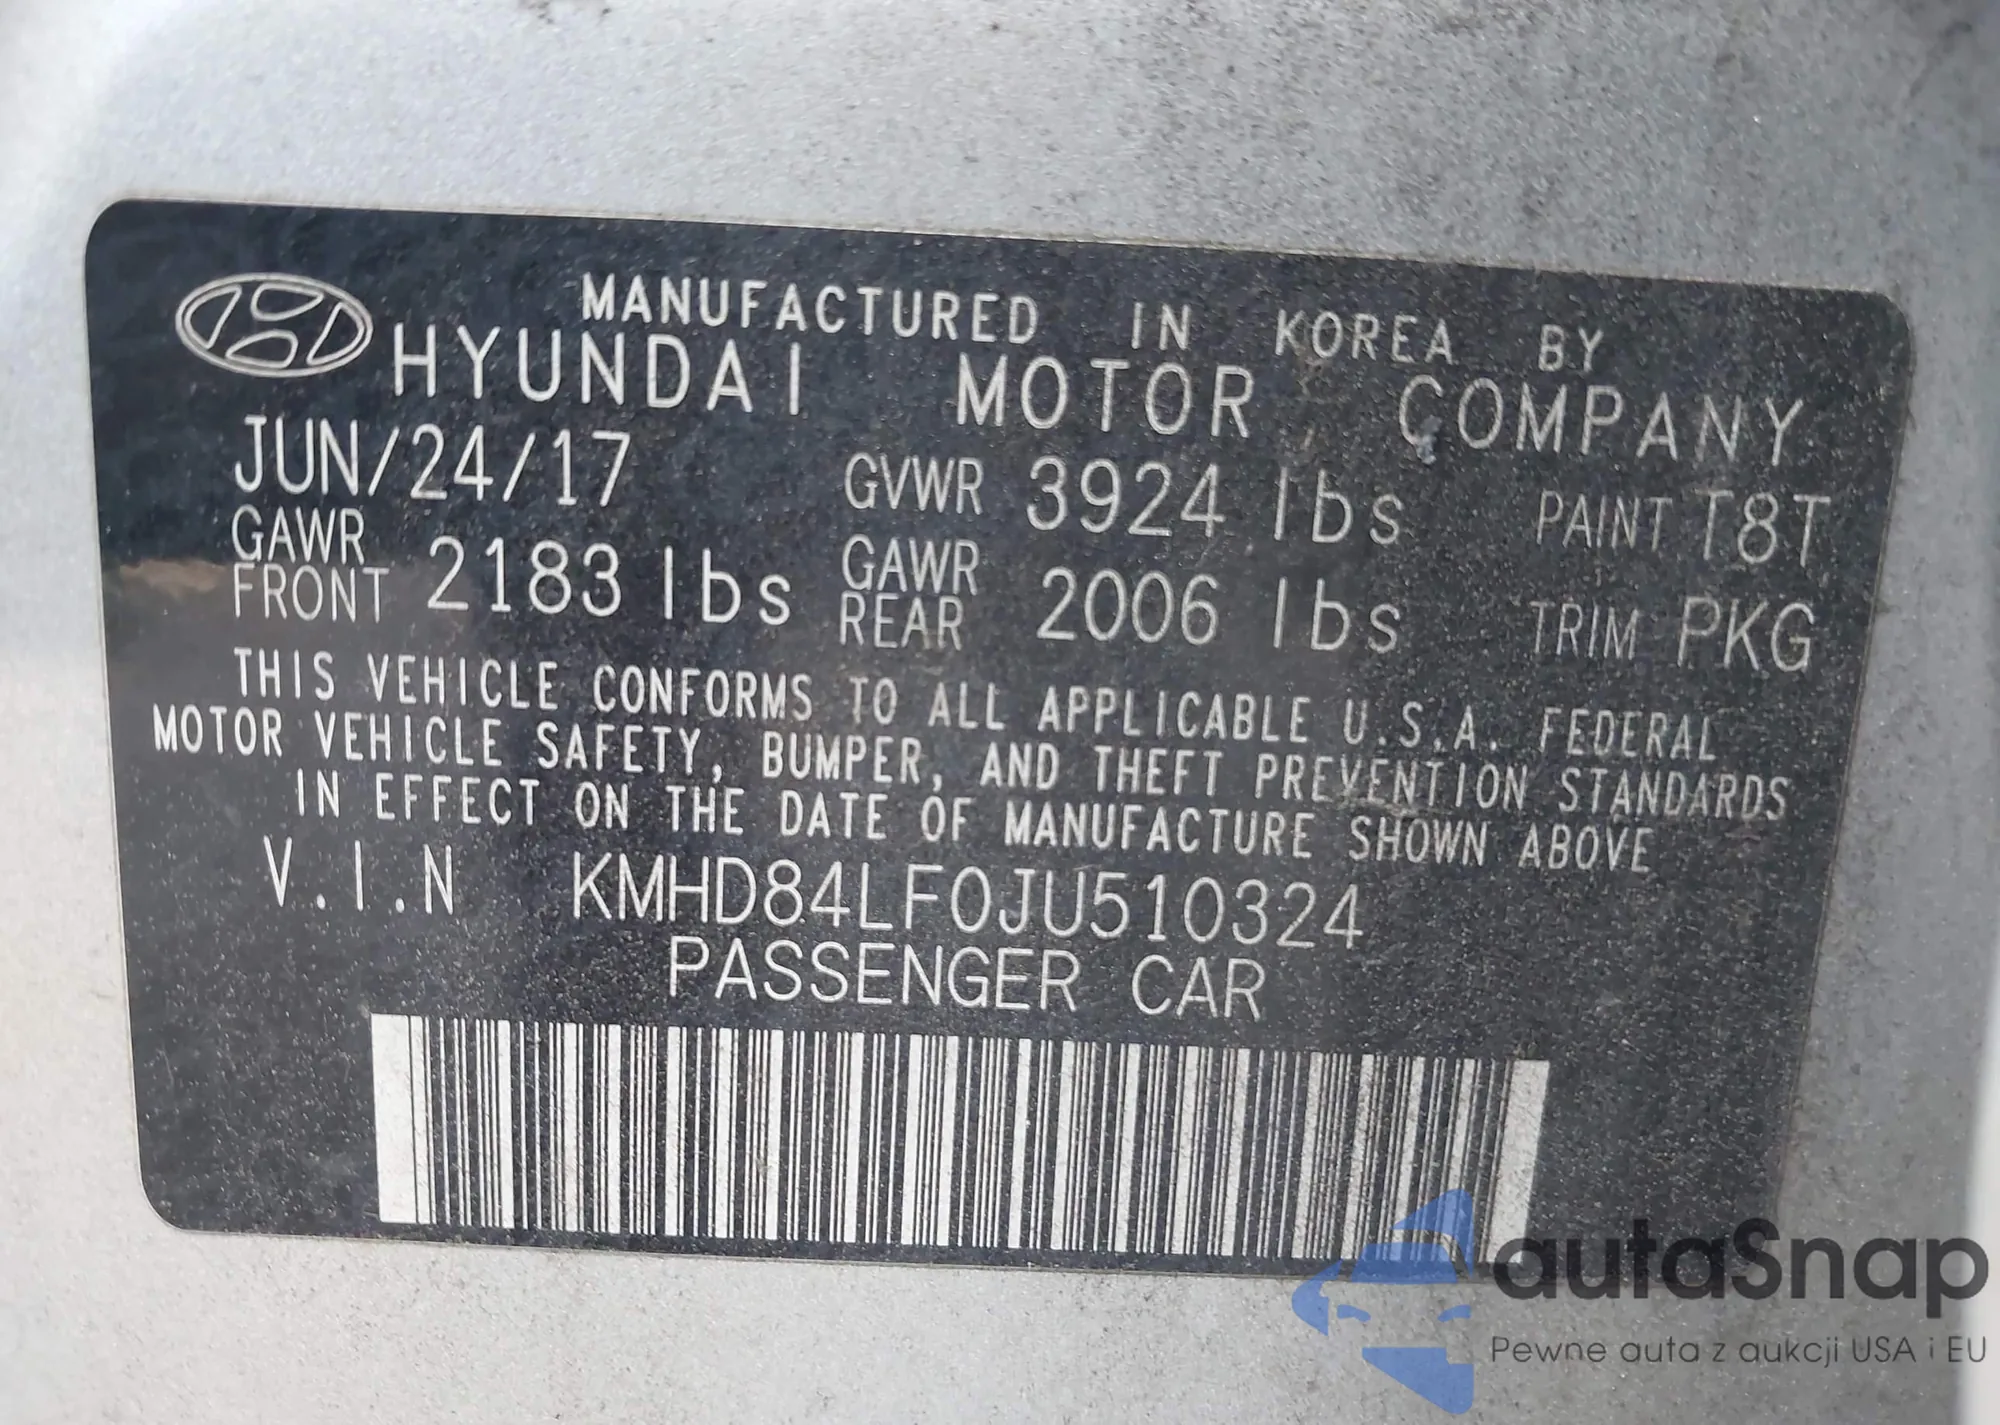 MANUFACTURED IN KOREA BY
HYUNDAI MOTOR COMPANY
JUN/24/17 GVWR 3924 lbs PAINT T8T
GAWR FRONT 2183 lbs GAWR REAR 2006 lbs TRIM PKG
THIS VEHICLE CONFORMS TO ALL APPLICABLE U.S.A. FEDERAL
MOTOR VEHICLE SAFETY, BUMPER, AND THEFT PREVENTION STANDARDS
IN EFFECT ON THE DATE OF MANUFACTURE SHOWN ABOVE
V.I.N KMHD84LF0JU510324
PASSENGER CAR
autaSnap
Pewne auta z aukcji USA i EU